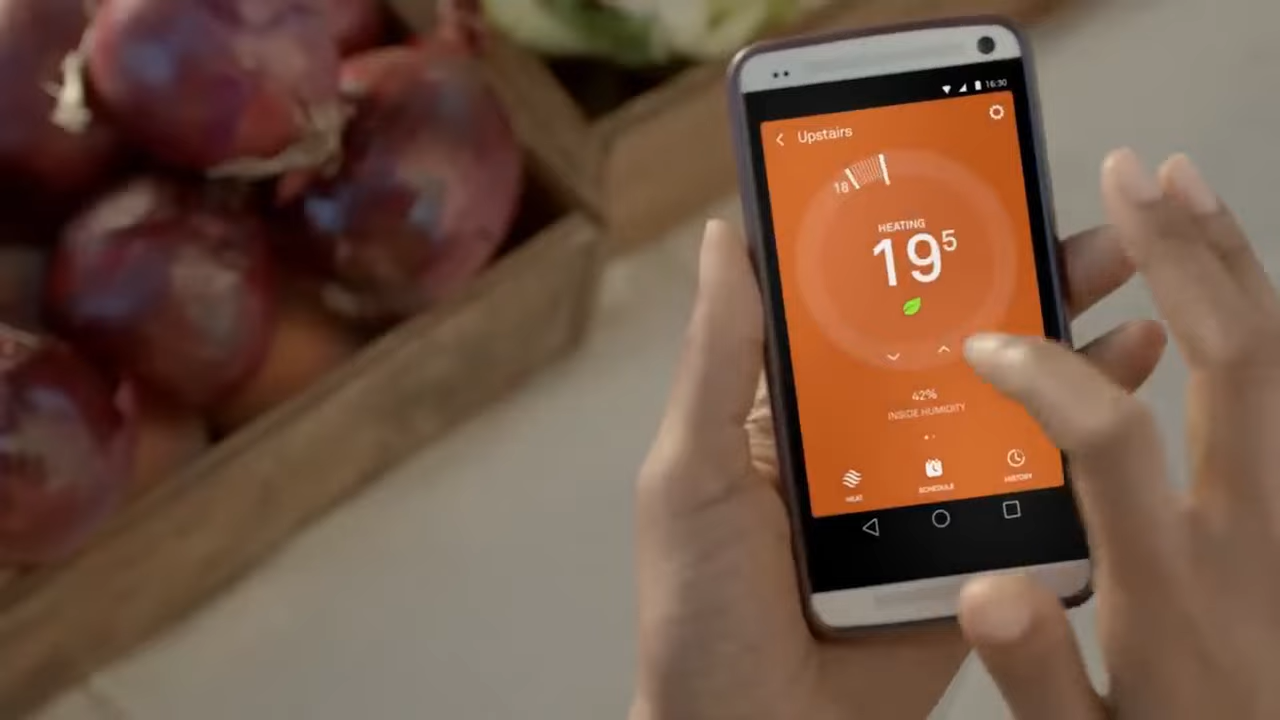 16:30
Upstairs
18
HEATING
19⁵
42%
INSIDE HUMIDITY
HEAT
SCHEDULE
HISTORY